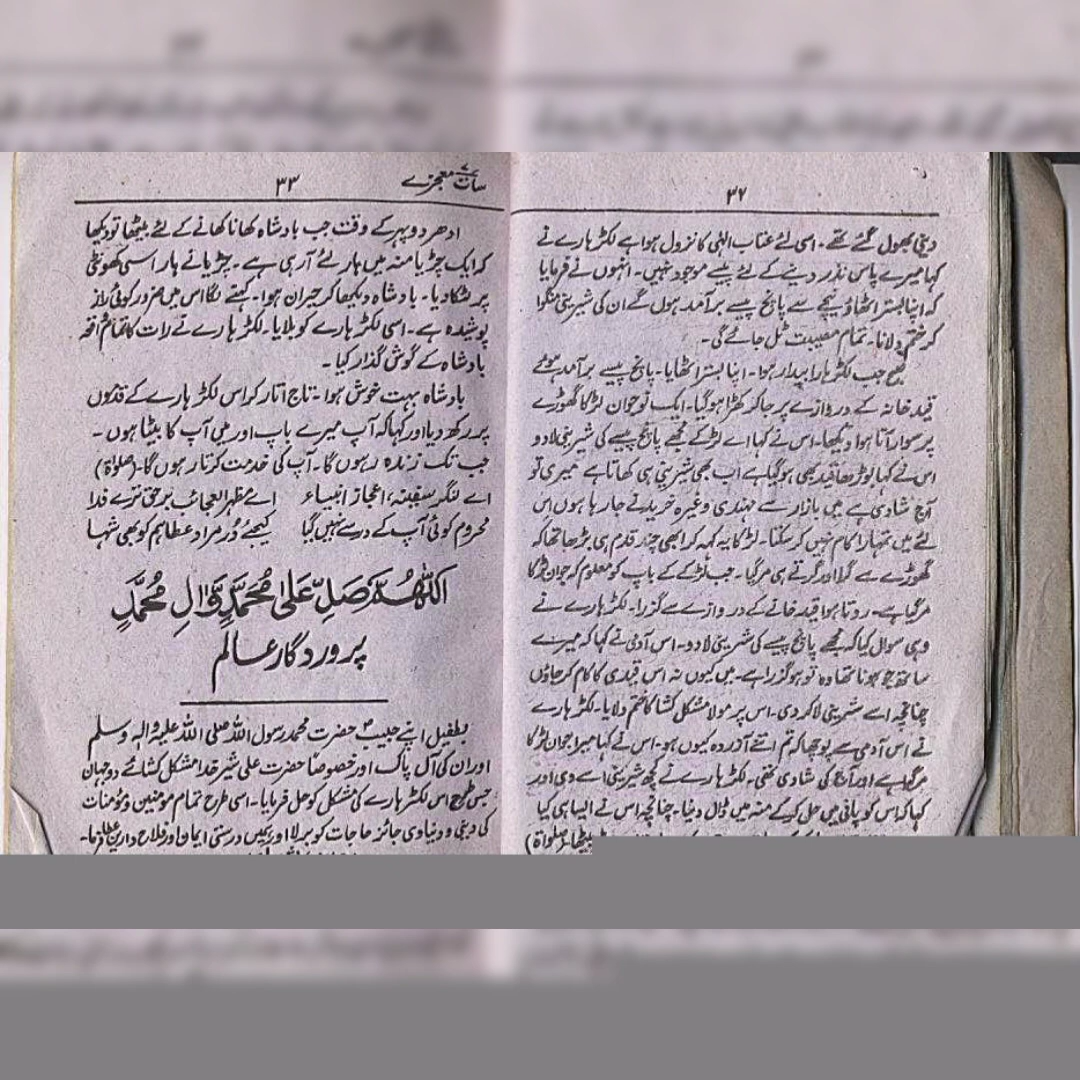 ۳۲
دینی بھول گئے تھے۔ اسی لئے عتاب الہٰی کا نزول ہوا ہے لکڑہارے نے
کہا میرے پاس نذر دینے کے لئے پیسے موجود نہیں۔ انہوں نے فرمایا
کہ اپنا بستر اٹھاؤ نیچے سے پانچ پیسے برآمد ہوں گے ان کی شیرینی منگوا
کر ختم دلانا۔ تمام مصیبت ٹل جائے گی۔
صبح جب لکڑہارا بیدار ہوا۔ اپنا بستر اٹھایا۔ پانچ پیسے برآمد ہوئے
قید خانہ کے دروازے پر جا کر کھڑا ہو گیا۔ ایک نوجوان لڑکا گھوڑے
پر سوار آتا ہوا دیکھا۔ اس نے کہا اے لڑکے مجھے پانچ پیسے کی شیرینی لا دو
اس نے کہا بوڑھا قید بھی ہو گیا ہے اب بھی شیرینی ہی کھاتا ہے میری تو
آج شادی ہے میں بازار سے مہندی وغیرہ خریدنے جا رہا ہوں اس
لئے میں تمہارا کام نہیں کر سکتا۔ لڑکا یہ کہہ کر ابھی چند قدم ہی بڑھا تھا کہ
گھوڑے سے گرا اور گرتے ہی مر گیا۔ جب لڑکے کے باپ کو معلوم کہ جوان لڑکا
مر گیا ہے۔ روتا ہوا قید خانے کے دروازے سے گزرا۔ لکڑہارے نے
وہی سوال کیا کہ مجھے پانچ پیسے کی شیرینی لا دو۔ اس آدمی نے کہا کہ میرے
ساتھ جو ہونا تھا وہ تو ہو گزرا ہے۔ میں کیوں نہ اس قیدی کا کام کر جاؤں
چنانچہ اسے شیرینی لا کر دی۔ اس پر مولا مشکل کشا کا ختم دلایا۔ لکڑہارے
نے اس آدمی سے پوچھا کہ تم اتنے آزردہ کیوں ہو۔ اس نے کہا میرا جوان لڑکا
مر گیا ہے اور آج کی شادی تھی۔ لکڑہارے نے کچھ شیرینی اسے دی اور
کہا کہ اس کو پانی میں حل کر کے منہ میں ڈال دینا۔ چنانچہ اس نے ایسا ہی کیا
بیٹھا۔ (صلوٰۃ)
سات معجزے ۳۳
ادھر دوپہر کے وقت جب بادشاہ کھانا کھانے کے لئے بیٹھا تو دیکھا
کہ ایک چڑیا منہ میں ہار لئے آ رہی ہے۔ چڑیا نے ہار اسی کھونٹی
پر لٹکا دیا۔ بادشاہ دیکھا کر حیران ہوا۔ کہنے لگا اس میں ضرور کوئی راز
پوشیدہ ہے۔ اسی لکڑہارے کو بلایا۔ لکڑہارے نے رات کا تمام واقعہ
بادشاہ کے گوش گذار کیا۔
بادشاہ بہت خوش ہوا۔ تاج اتار کر اس لکڑہارے کے قدموں
پر رکھ دیا اور کہا کہ آپ میرے باپ اور میں آپ کا بیٹا ہوں۔
جب تک زندہ رہوں گا۔ آپ کی خدمت کرتا رہوں گا۔ (صلوٰۃ)
اے لنگر سفینہ، اعجاز انبیاء اے مظہر العجائب برحق ترے فدا
محروم کوئی آپ کے در سے نہیں گیا کیجئے دُر مراد عطا ہم کو بھی شہا
اَللّٰهُمَّ صَلِّ عَلٰی مُحَمَّدٍ وَّاٰلِ مُحَمَّدٍ
پروردگار عالم
بطفیل اپنے حبیب حضرت محمد رسول اللہ صلی اللہ علیہ و الہ وسلم
اور ان کی آل پاک اور خصوصاً حضرت علی شیر خدا مشکل کشائے دو جہان
جس طرح اس لکڑہارے کی مشکل کو حل فرمایا۔ اسی طرح تمام مومنین و مومنات
کی دینی و دنیاوی جائز حاجات کو بر لا اور ہمیں درستی ایمان اور فلاح دارین عطا فرما۔